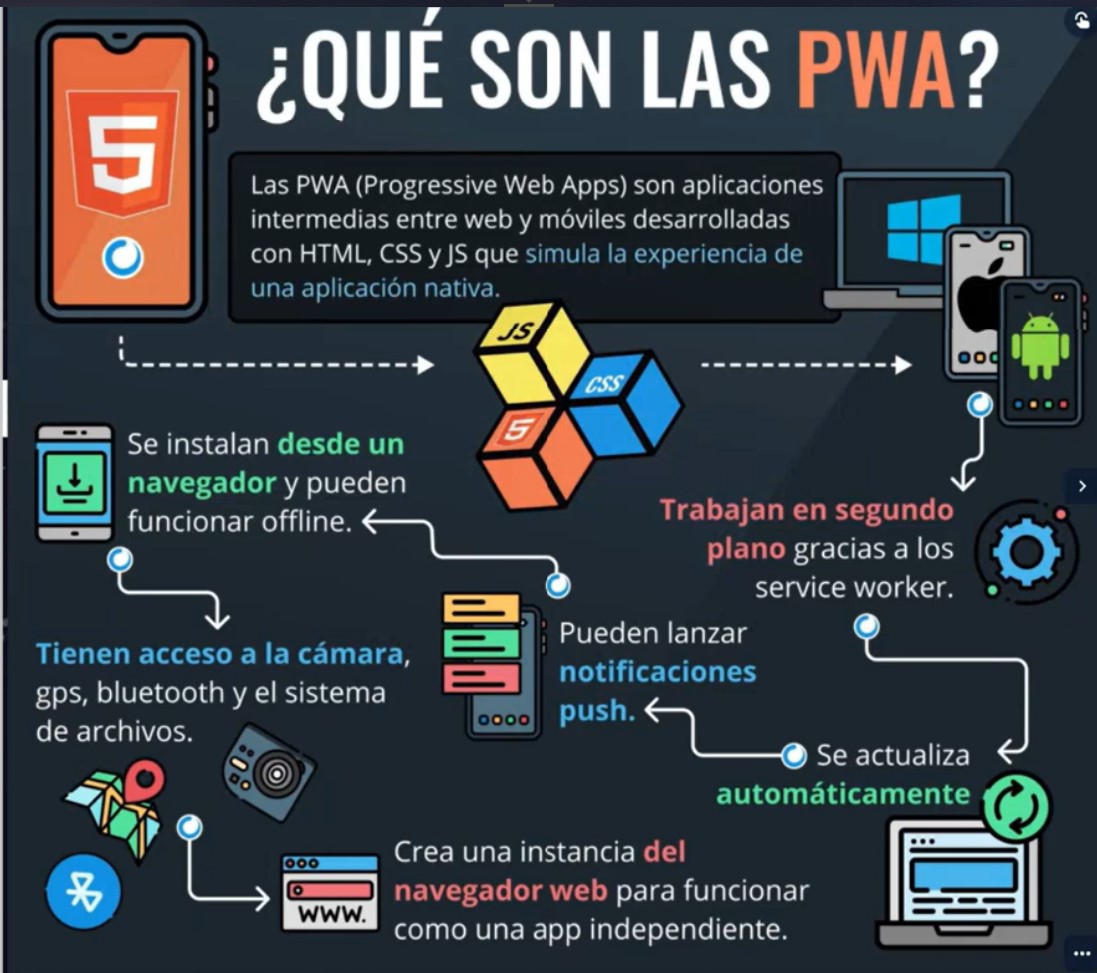 ¿QUÉ SON LAS PWA?
Las PWA (Progressive Web Apps) son aplicaciones
intermedias entre web y móviles desarrolladas
con HTML, CSS y JS que simula la experiencia de
una aplicación nativa.
JS
CSS
5
5
Se instalan desde un
navegador y pueden
funcionar offline.
Trabajan en segundo
plano gracias a los
service worker.
Tienen acceso a la cámara,
gps, bluetooth y el sistema
de archivos.
Pueden lanzar
notificaciones
push.
Se actualiza
automáticamente
WWW.
Crea una instancia del
navegador web para funcionar
como una app independiente.